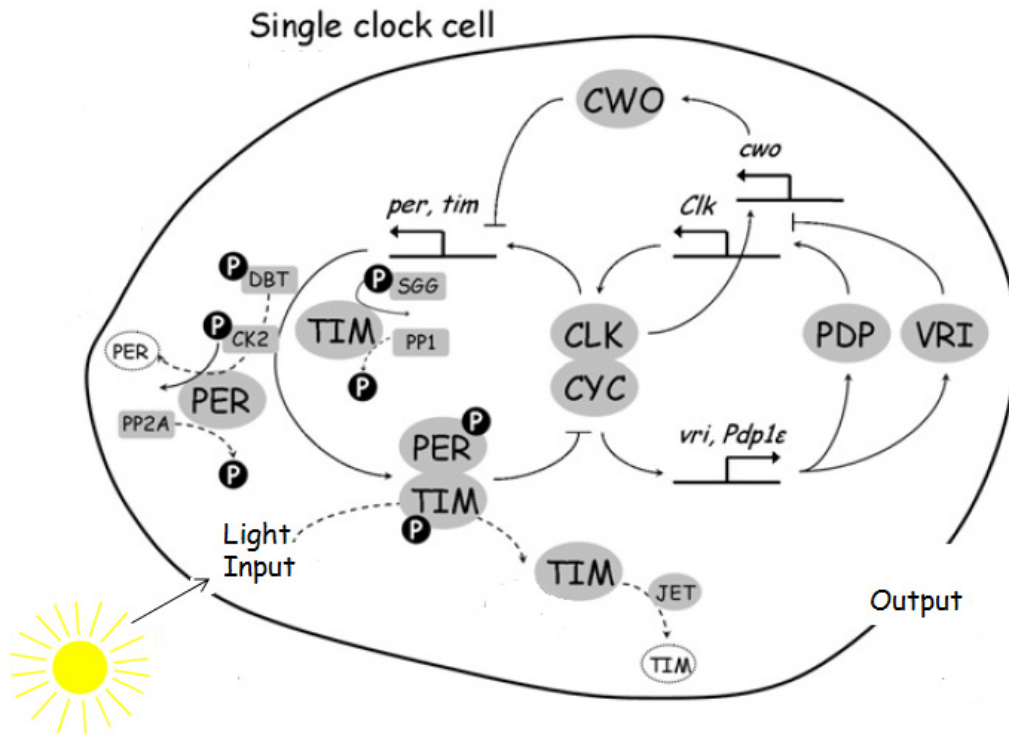 Single clock cell
CWO
cwo
per, tim
Clk
P
DBT
P
SGG
P
CK2
TIM
PP1
CLK
PDP
VRI
PER
PER
CYC
P
PP2A
P
P
PER
vri, Pdp1ε
TIM
P
Light
Input
TIM
JET
Output
TIM